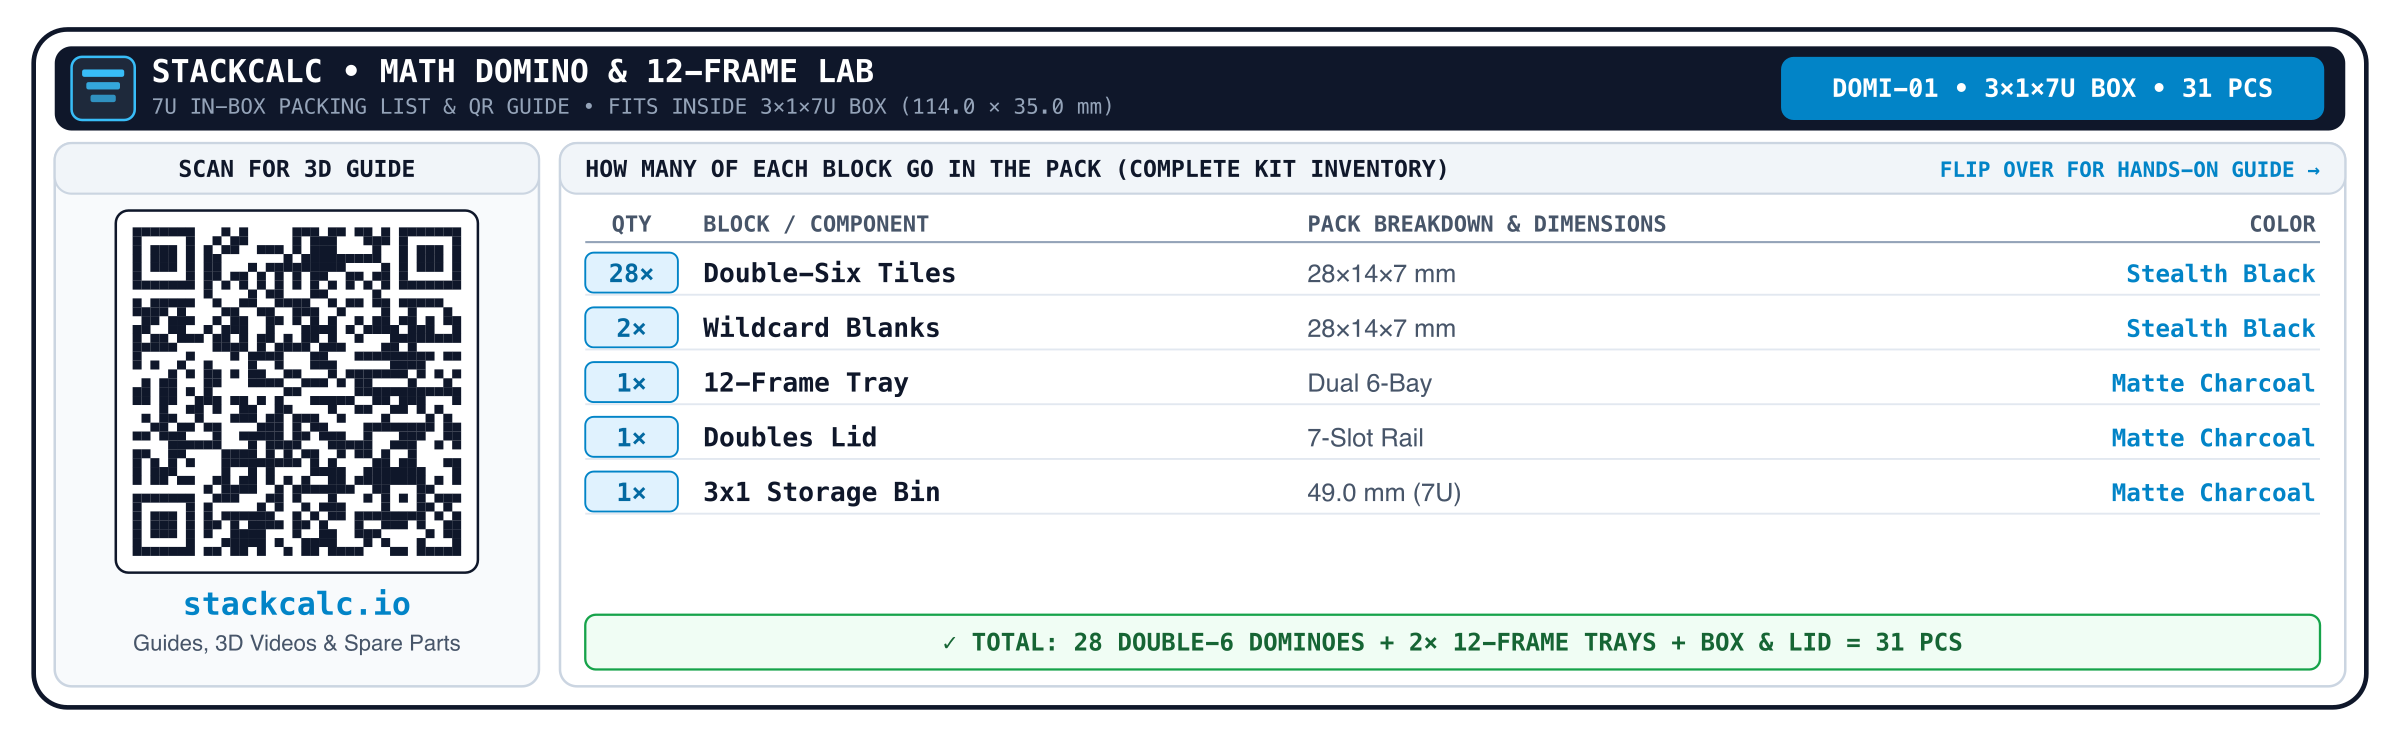 STACKCALC • MATH DOMINO & 12–FRAME LAB
7U IN–BOX PACKING LIST & QR GUIDE • FITS INSIDE 3×1×7U BOX (114.0 × 35.0 mm)
DOMI–01 • 3×1×7U BOX • 31 PCS
SCAN FOR 3D GUIDE
stackcalc.io
Guides, 3D Videos & Spare Parts
HOW MANY OF EACH BLOCK GO IN THE PACK (COMPLETE KIT INVENTORY)
FLIP OVER FOR HANDS–ON GUIDE →
QTY BLOCK / COMPONENT PACK BREAKDOWN & DIMENSIONS COLOR
28× Double–Six Tiles 28×14×7 mm Stealth Black
2× Wildcard Blanks 28×14×7 mm Stealth Black
1× 12–Frame Tray Dual 6-Bay Matte Charcoal
1× Doubles Lid 7-Slot Rail Matte Charcoal
1× 3x1 Storage Bin 49.0 mm (7U) Matte Charcoal
✓ TOTAL: 28 DOUBLE–6 DOMINOES + 2× 12–FRAME TRAYS + BOX & LID = 31 PCS